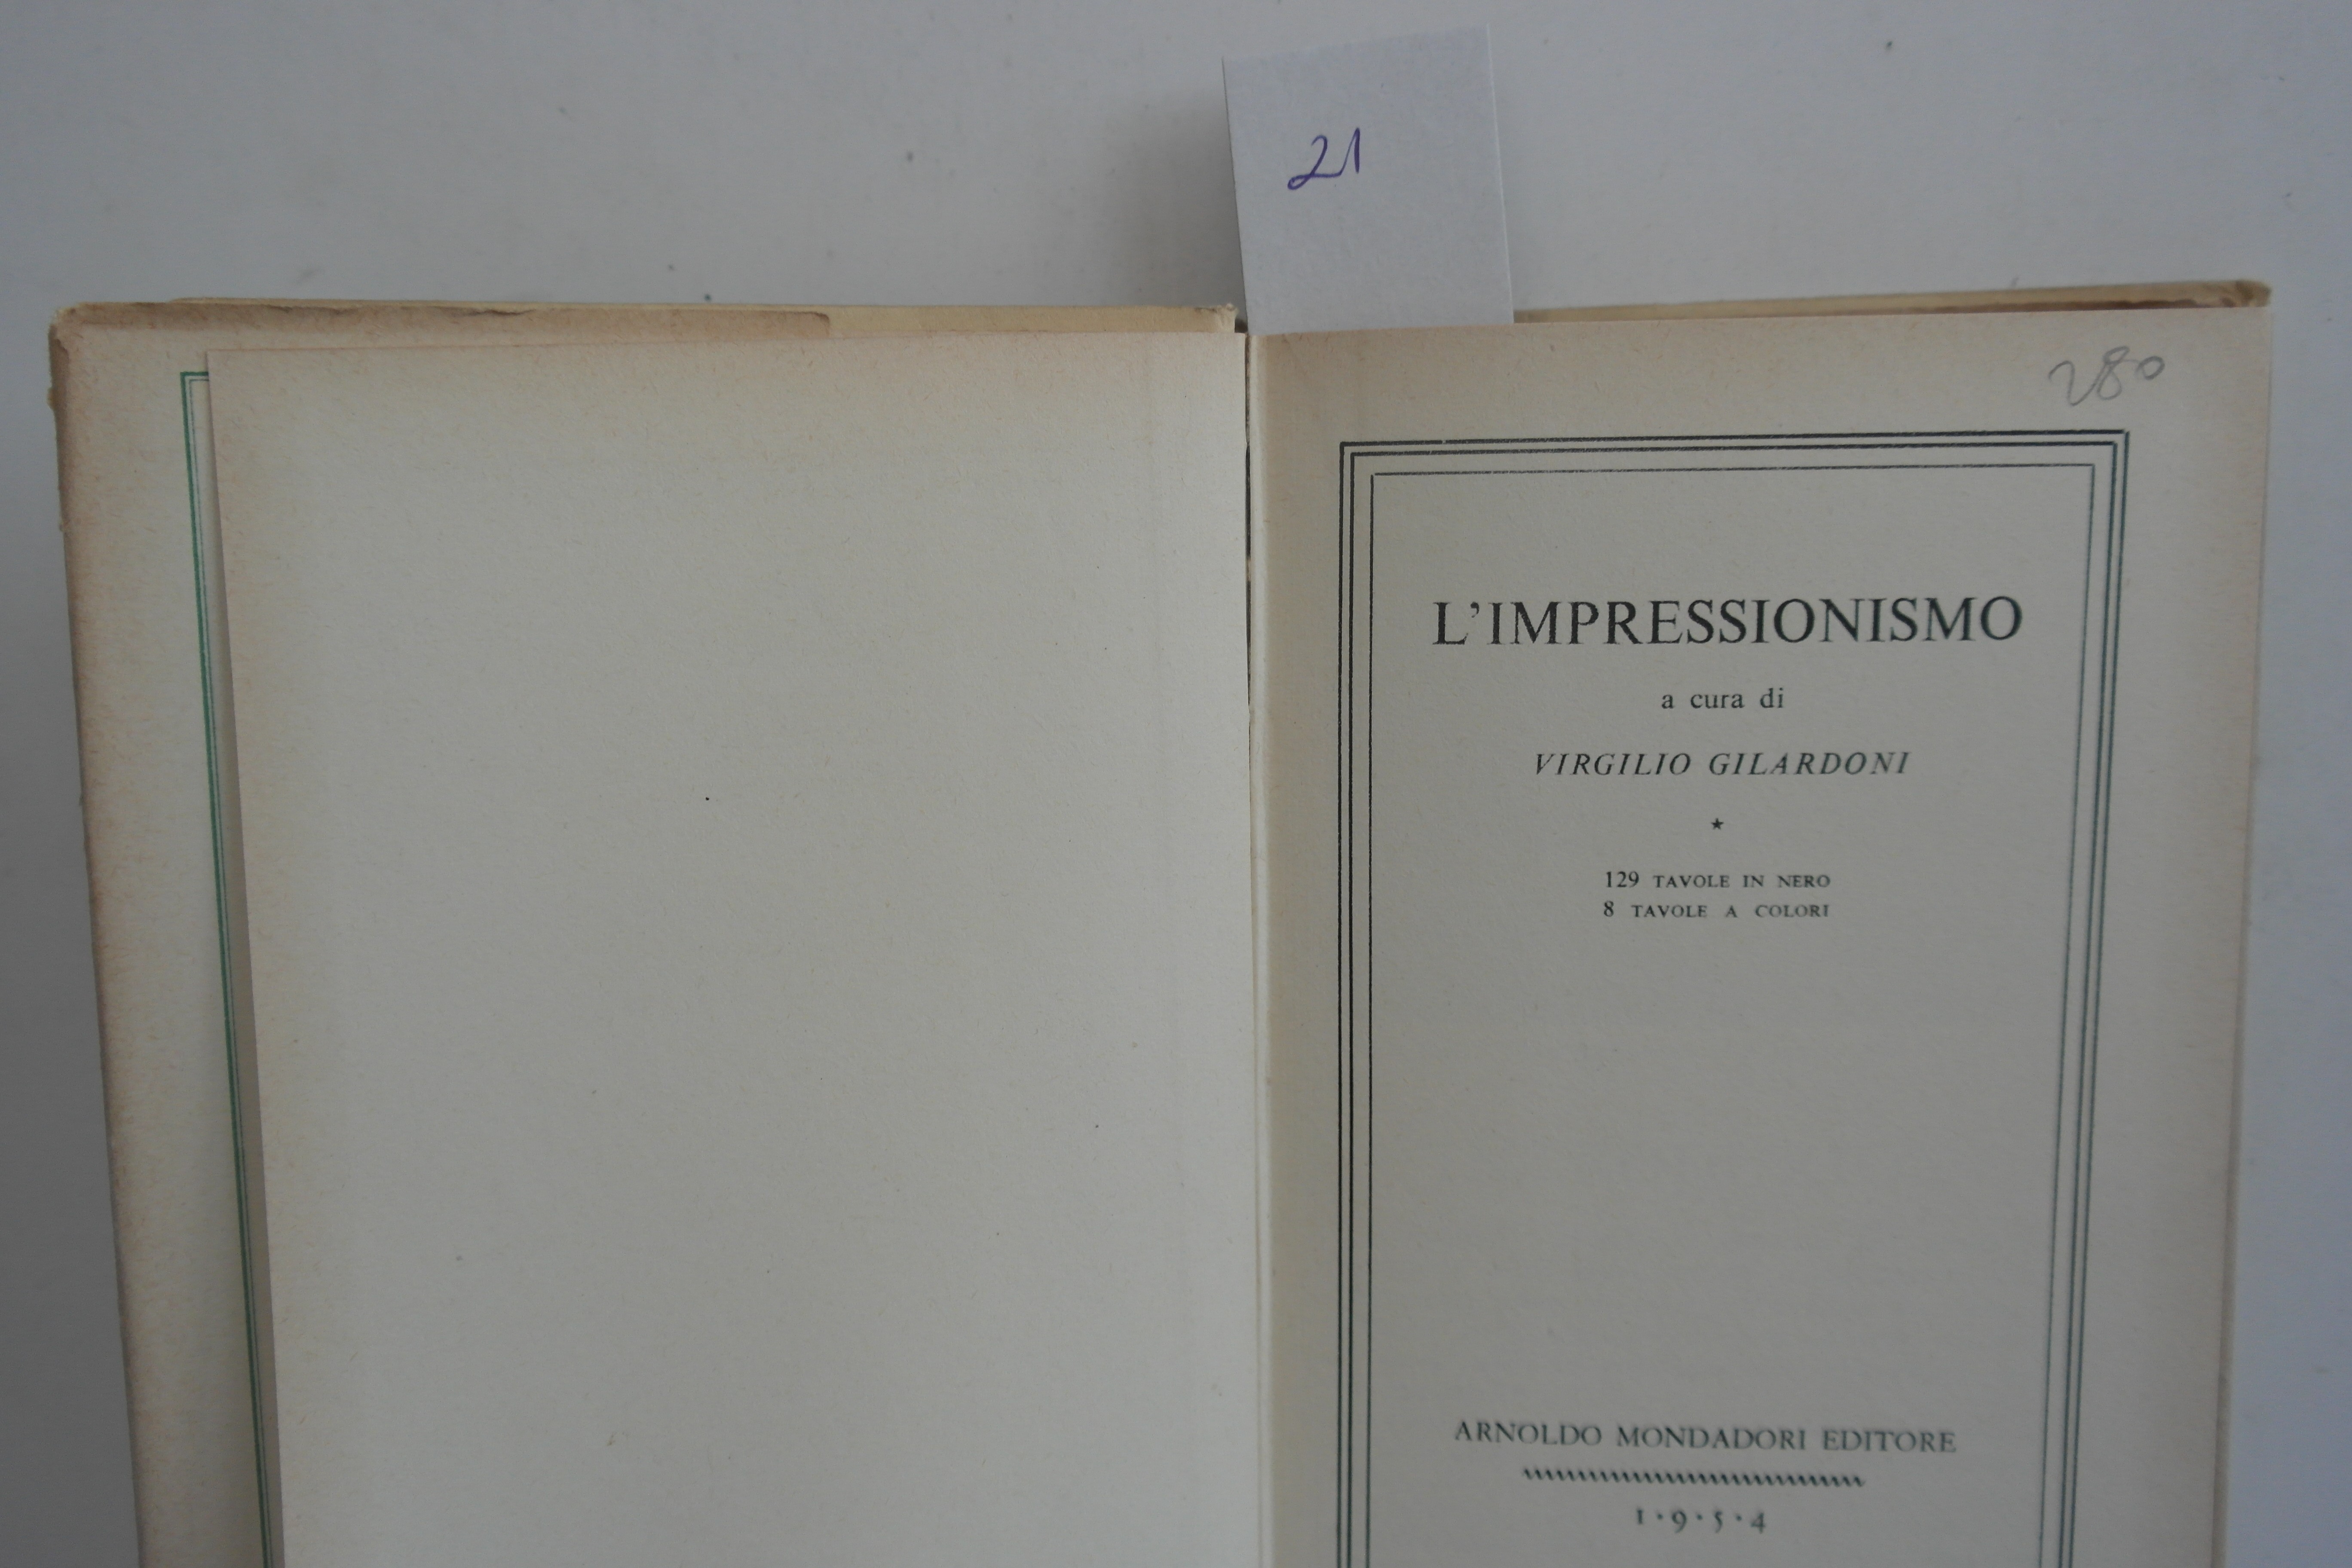 21
280
L'IMPRESSIONISMO
a cura di
VIRGILIO GILARDONI
★
129 TAVOLE IN NERO
8 TAVOLE A COLORI
ARNOLDO MONDADORI EDITORE
1•9•5•4